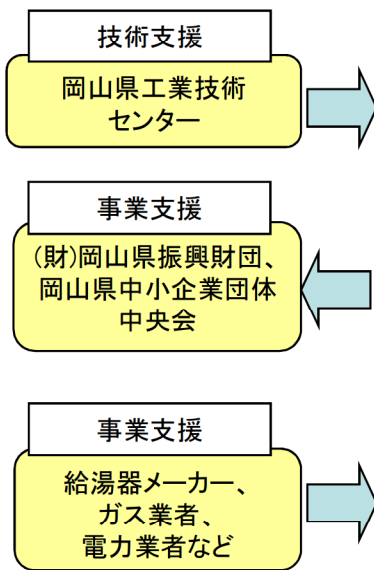 技術支援
岡山県工業技術
センター
事業支援
(財)岡山県振興財団、
岡山県中小企業団体
中央会
事業支援
給湯器メーカー、
ガス業者、
電力業者など